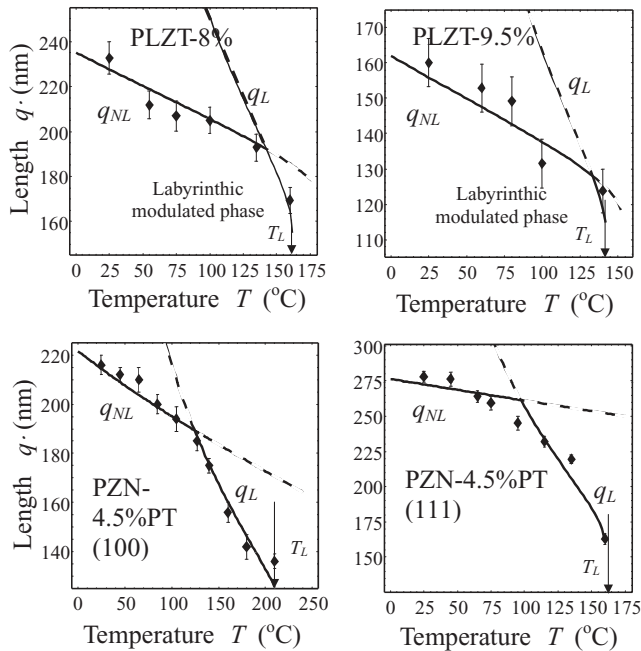 PLZT-8%
240
220
200
180
160
q_L
q_NL
Labyrinthic
modulated phase
T_L
0 25 50 75 100 125 150 175
Temperature T (°C)
Length q· (nm)
PLZT-9.5%
170
160
150
140
130
120
110
q_L
q_NL
Labyrinthic
modulated phase
T_L
0 25 50 75 100 125 150
Temperature T (°C)
220
200
180
160
140
q_NL
q_L
PZN-
4.5%PT
(100)
T_L
0 50 100 150 200 250
Temperature T (°C)
Length q· (nm)
300
275
250
225
200
175
150
q_NL
q_L
PZN-4.5%PT
(111)
T_L
0 25 50 75 100 125 150 175
Temperature T (°C)